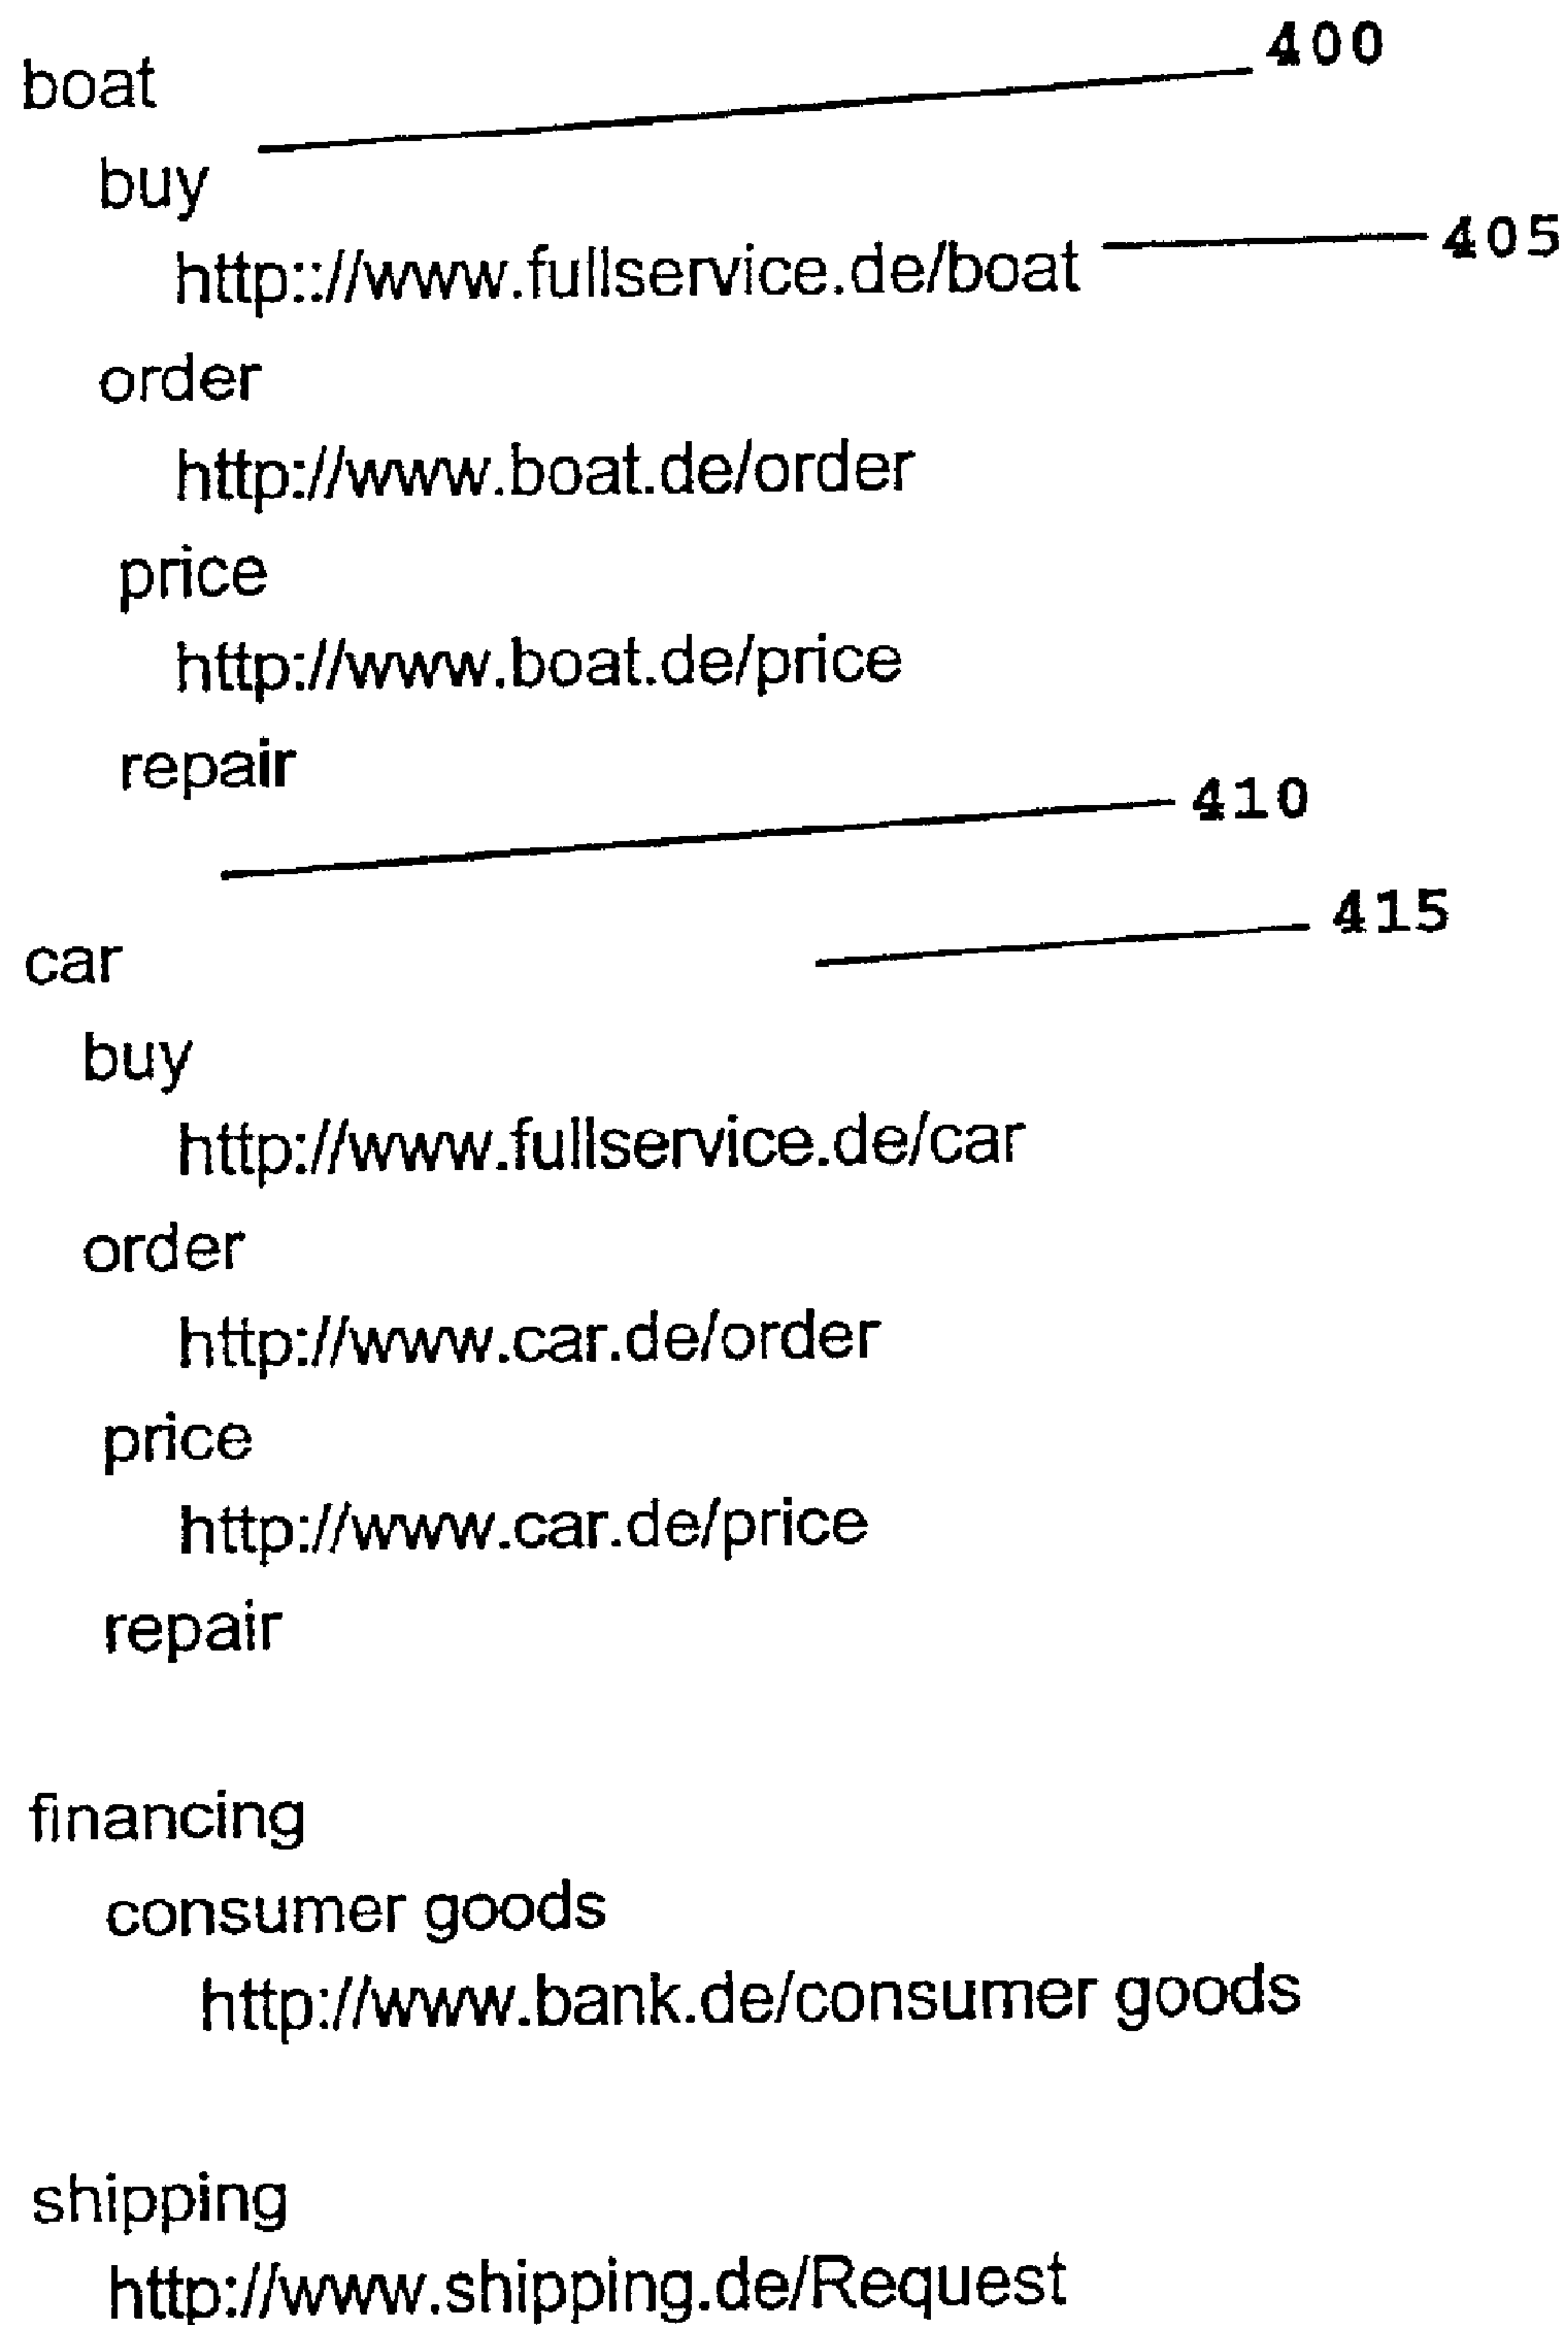 400
boat
buy
http:://www.fullservice.de/boat 405
order
http://www.boat.de/order
price
http://www.boat.de/price
repair
410
415
car
buy
http://www.fullservice.de/car
order
http://www.car.de/order
price
http://www.car.de/price
repair
financing
consumer goods
http://www.bank.de/consumer goods
shipping
http://www.shipping.de/Request